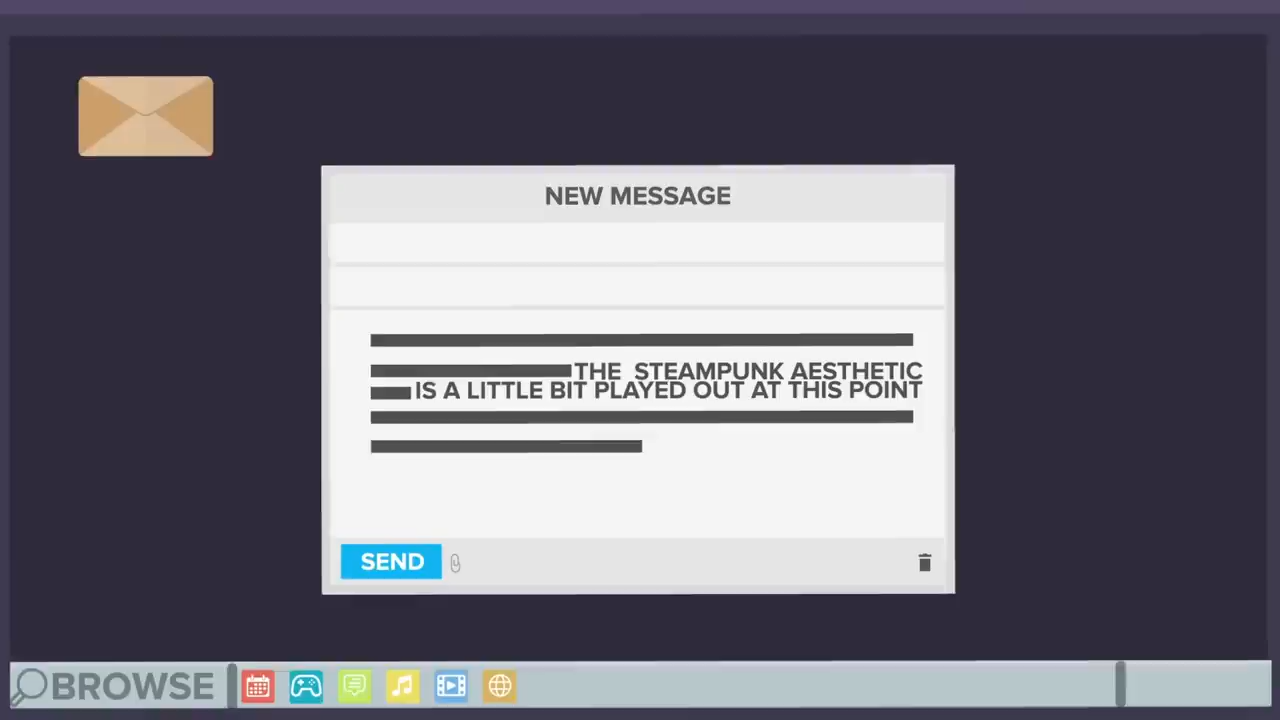 NEW MESSAGE
THE STEAMPUNK AESTHETIC
IS A LITTLE BIT PLAYED OUT AT THIS POINT
SEND
BROWSE